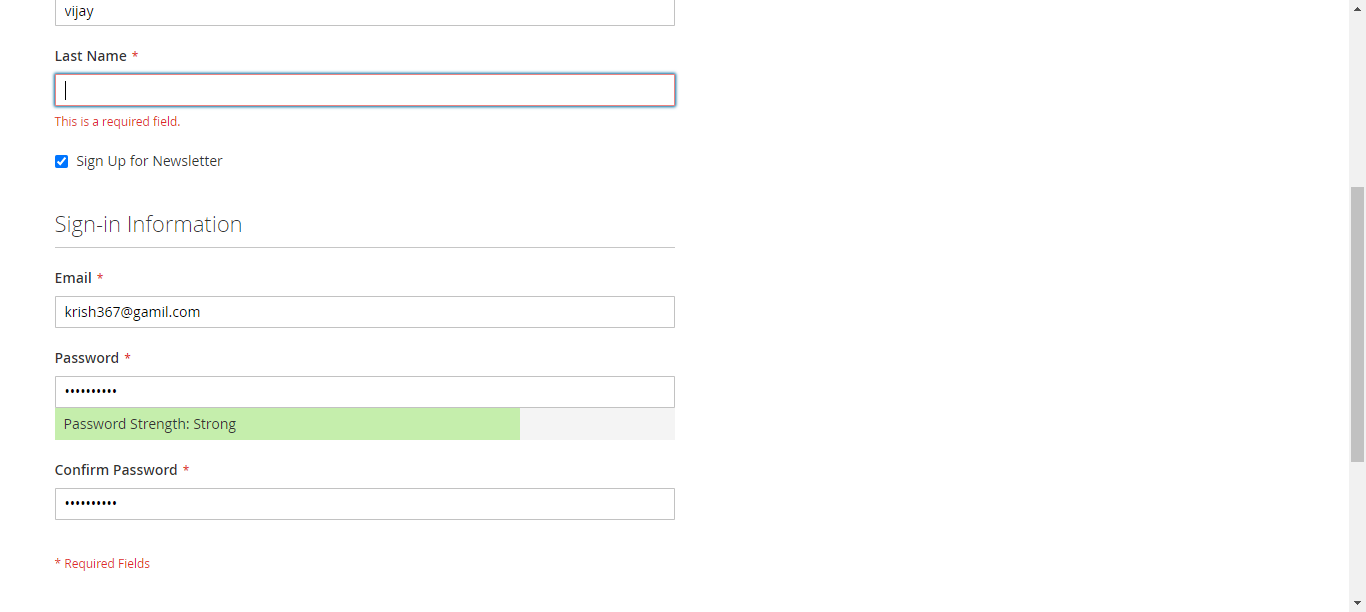 vijay
Last Name *
This is a required field.
Sign Up for Newsletter
Sign-in Information
Email *
krish367@gamil.com
Password *
••••••••••
Password Strength: Strong
Confirm Password *
••••••••••
* Required Fields